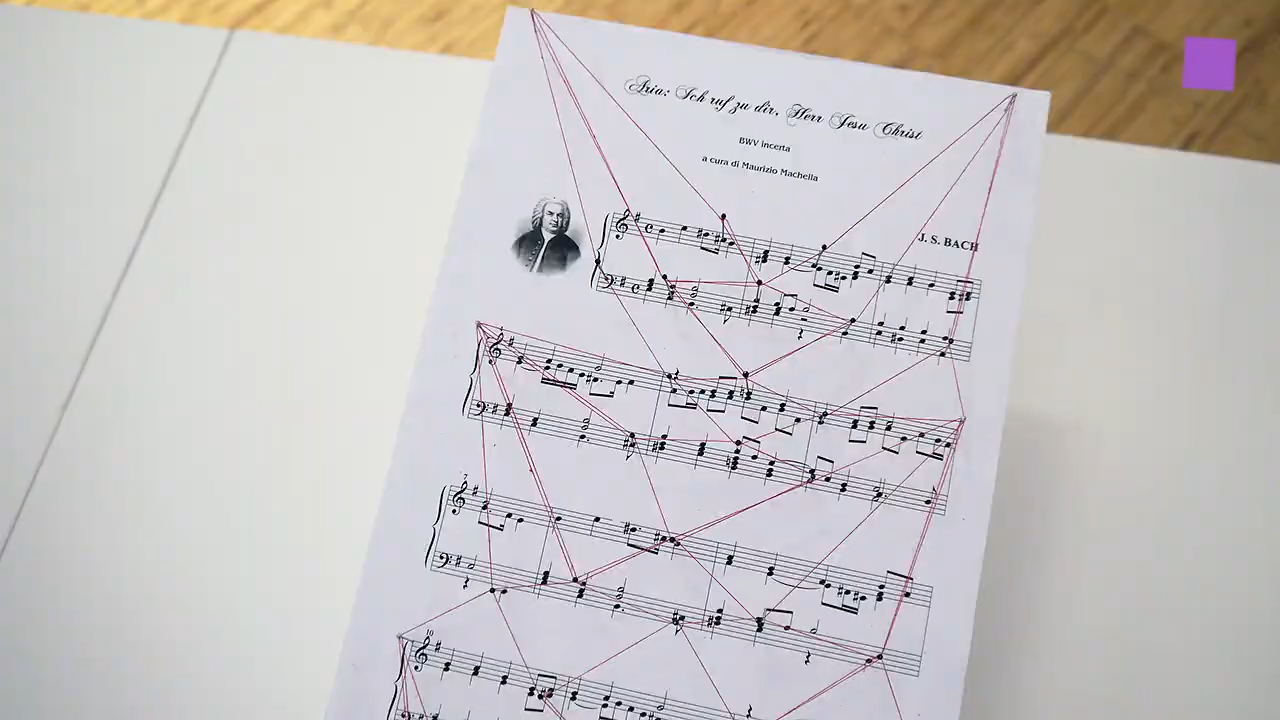 Aria: Ich ruf zu dir, Herr Jesu Christ
BWV incerta
a cura di Maurizio Machella
J. S. BACH
7
10